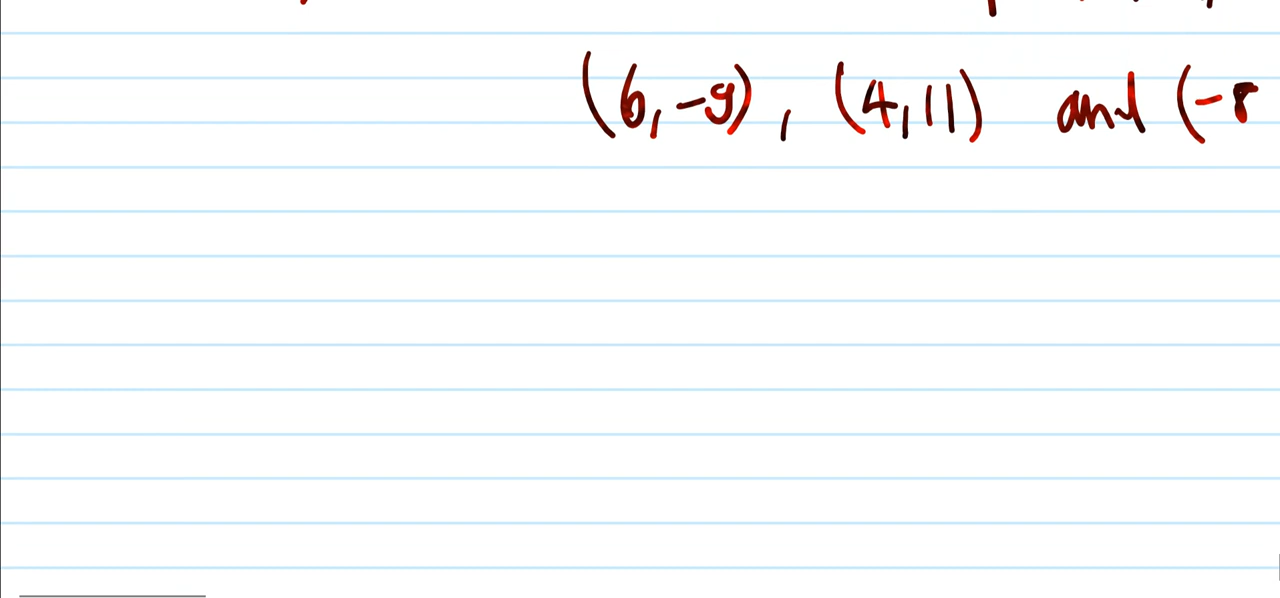 (6,-9), (4,11) and (-8